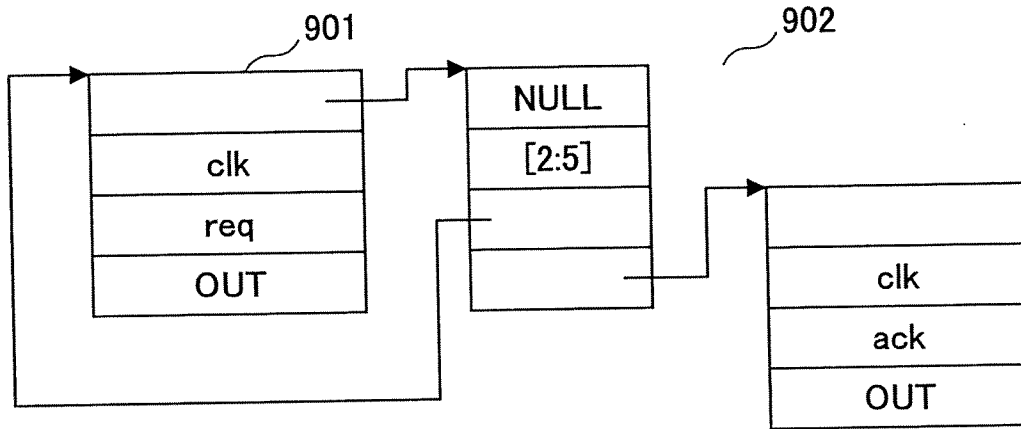 901
902
clk
req
OUT
NULL
[2:5]
clk
ack
OUT